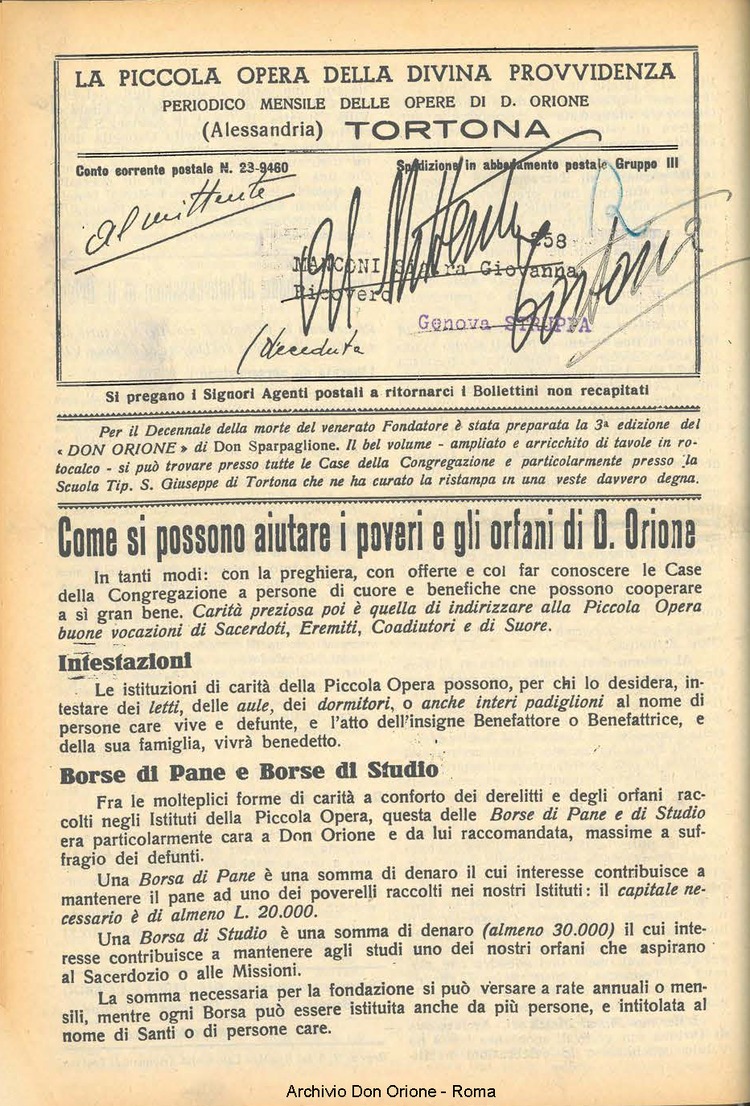 LA PICCOLA OPERA DELLA DIVINA PROVVIDENZA
PERIODICO MENSILE DELLE OPERE DI D. ORIONE
(Alessandria) TORTONA
Conto corrente postale N. 23-9460 Spedizione in abbonamento postale Gruppo III
al mittente
Al Mittente
12
258
MARCONI Sig.ra Giovanna
Ricovero
Tortona
Genova STRUPPA
deceduta
Si pregano i Signori Agenti postali a ritornarci i Bollettini non recapitati
Per il Decennale della morte del venerato Fondatore è stata preparata la 3ª edizione del
« DON ORIONE » di Don Sparpaglione. Il bel volume - ampliato e arricchito di tavole in ro-
tocalco - si può trovare presso tutte le Case della Congregazione e particolarmente presso la
Scuola Tip. S. Giuseppe di Tortona che ne ha curato la ristampa in una veste davvero degna.
Come si possono aiutare i poveri e gli orfani di D. Orione
In tanti modi: con la preghiera, con offerte e col far conoscere le Case
della Congregazione a persone di cuore e benefiche che possono cooperare
a sì gran bene. Carità preziosa poi è quella di indirizzare alla Piccola Opera
buone vocazioni di Sacerdoti, Eremiti, Coadiutori e di Suore.
Intestazioni
Le istituzioni di carità della Piccola Opera possono, per chi lo desidera, in-
testare dei letti, delle aule, dei dormitori, o anche interi padiglioni al nome di
persone care vive e defunte, e l'atto dell'insigne Benefattore o Benefattrice, e
della sua famiglia, vivrà benedetto.
Borse di Pane e Borse di Studio
Fra le molteplici forme di carità a conforto dei derelitti e degli orfani rac-
colti negli Istituti della Piccola Opera, questa delle Borse di Pane e di Studio
era particolarmente cara a Don Orione e da lui raccomandata, massime a suf-
fragio dei defunti.
Una Borsa di Pane è una somma di denaro il cui interesse contribuisce a
mantenere il pane ad uno dei poverelli raccolti nei nostri Istituti: il capitale ne-
cessario è di almeno L. 20.000.
Una Borsa di Studio è una somma di denaro (almeno 30.000) il cui inte-
resse contribuisce a mantenere agli studi uno dei nostri orfani che aspirano
al Sacerdozio o alle Missioni.
La somma necessaria per la fondazione si può versare a rate annuali o men-
sili, mentre ogni Borsa può essere istituita anche da più persone, e intitolata al
nome di Santi o di persone care.
Archivio Don Orione - Roma